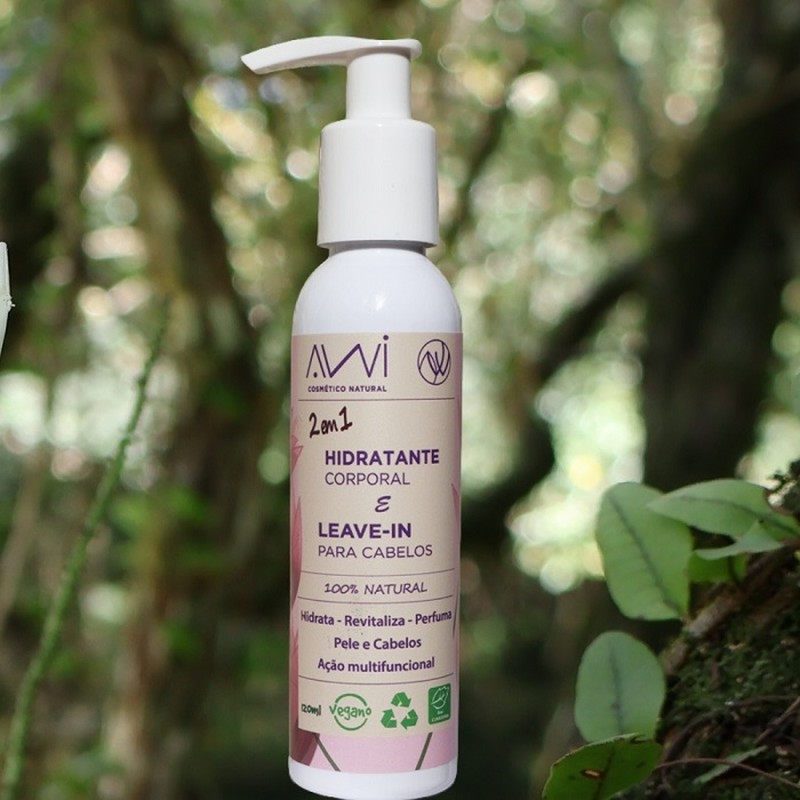 AWi
COSMÉTICO NATURAL
2 em 1
HIDRATANTE
CORPORAL
E
LEAVE-IN
PARA CABELOS
100% NATURAL
Hidrata - Revitaliza - Perfuma
Pele e Cabelos
Ação multifuncional
120ml vegano